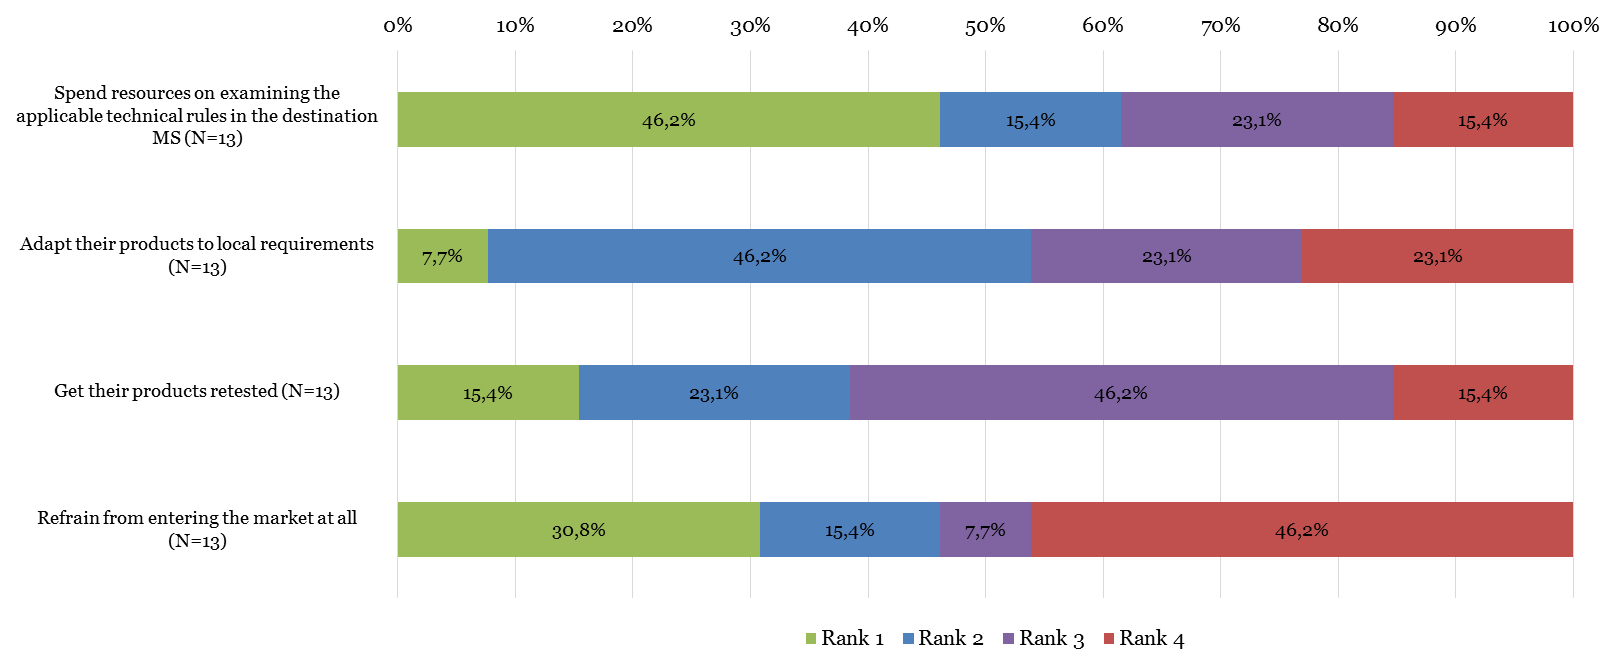 0% 10% 20% 30% 40% 50% 60% 70% 80% 90% 100%
Spend resources on examining the
applicable technical rules in the destination
MS (N=13)
46,2% 15,4% 23,1% 15,4%
Adapt their products to local requirements
(N=13)
7,7% 46,2% 23,1% 23,1%
Get their products retested (N=13)
15,4% 23,1% 46,2% 15,4%
Refrain from entering the market at all
(N=13)
30,8% 15,4% 7,7% 46,2%
Rank 1 Rank 2 Rank 3 Rank 4